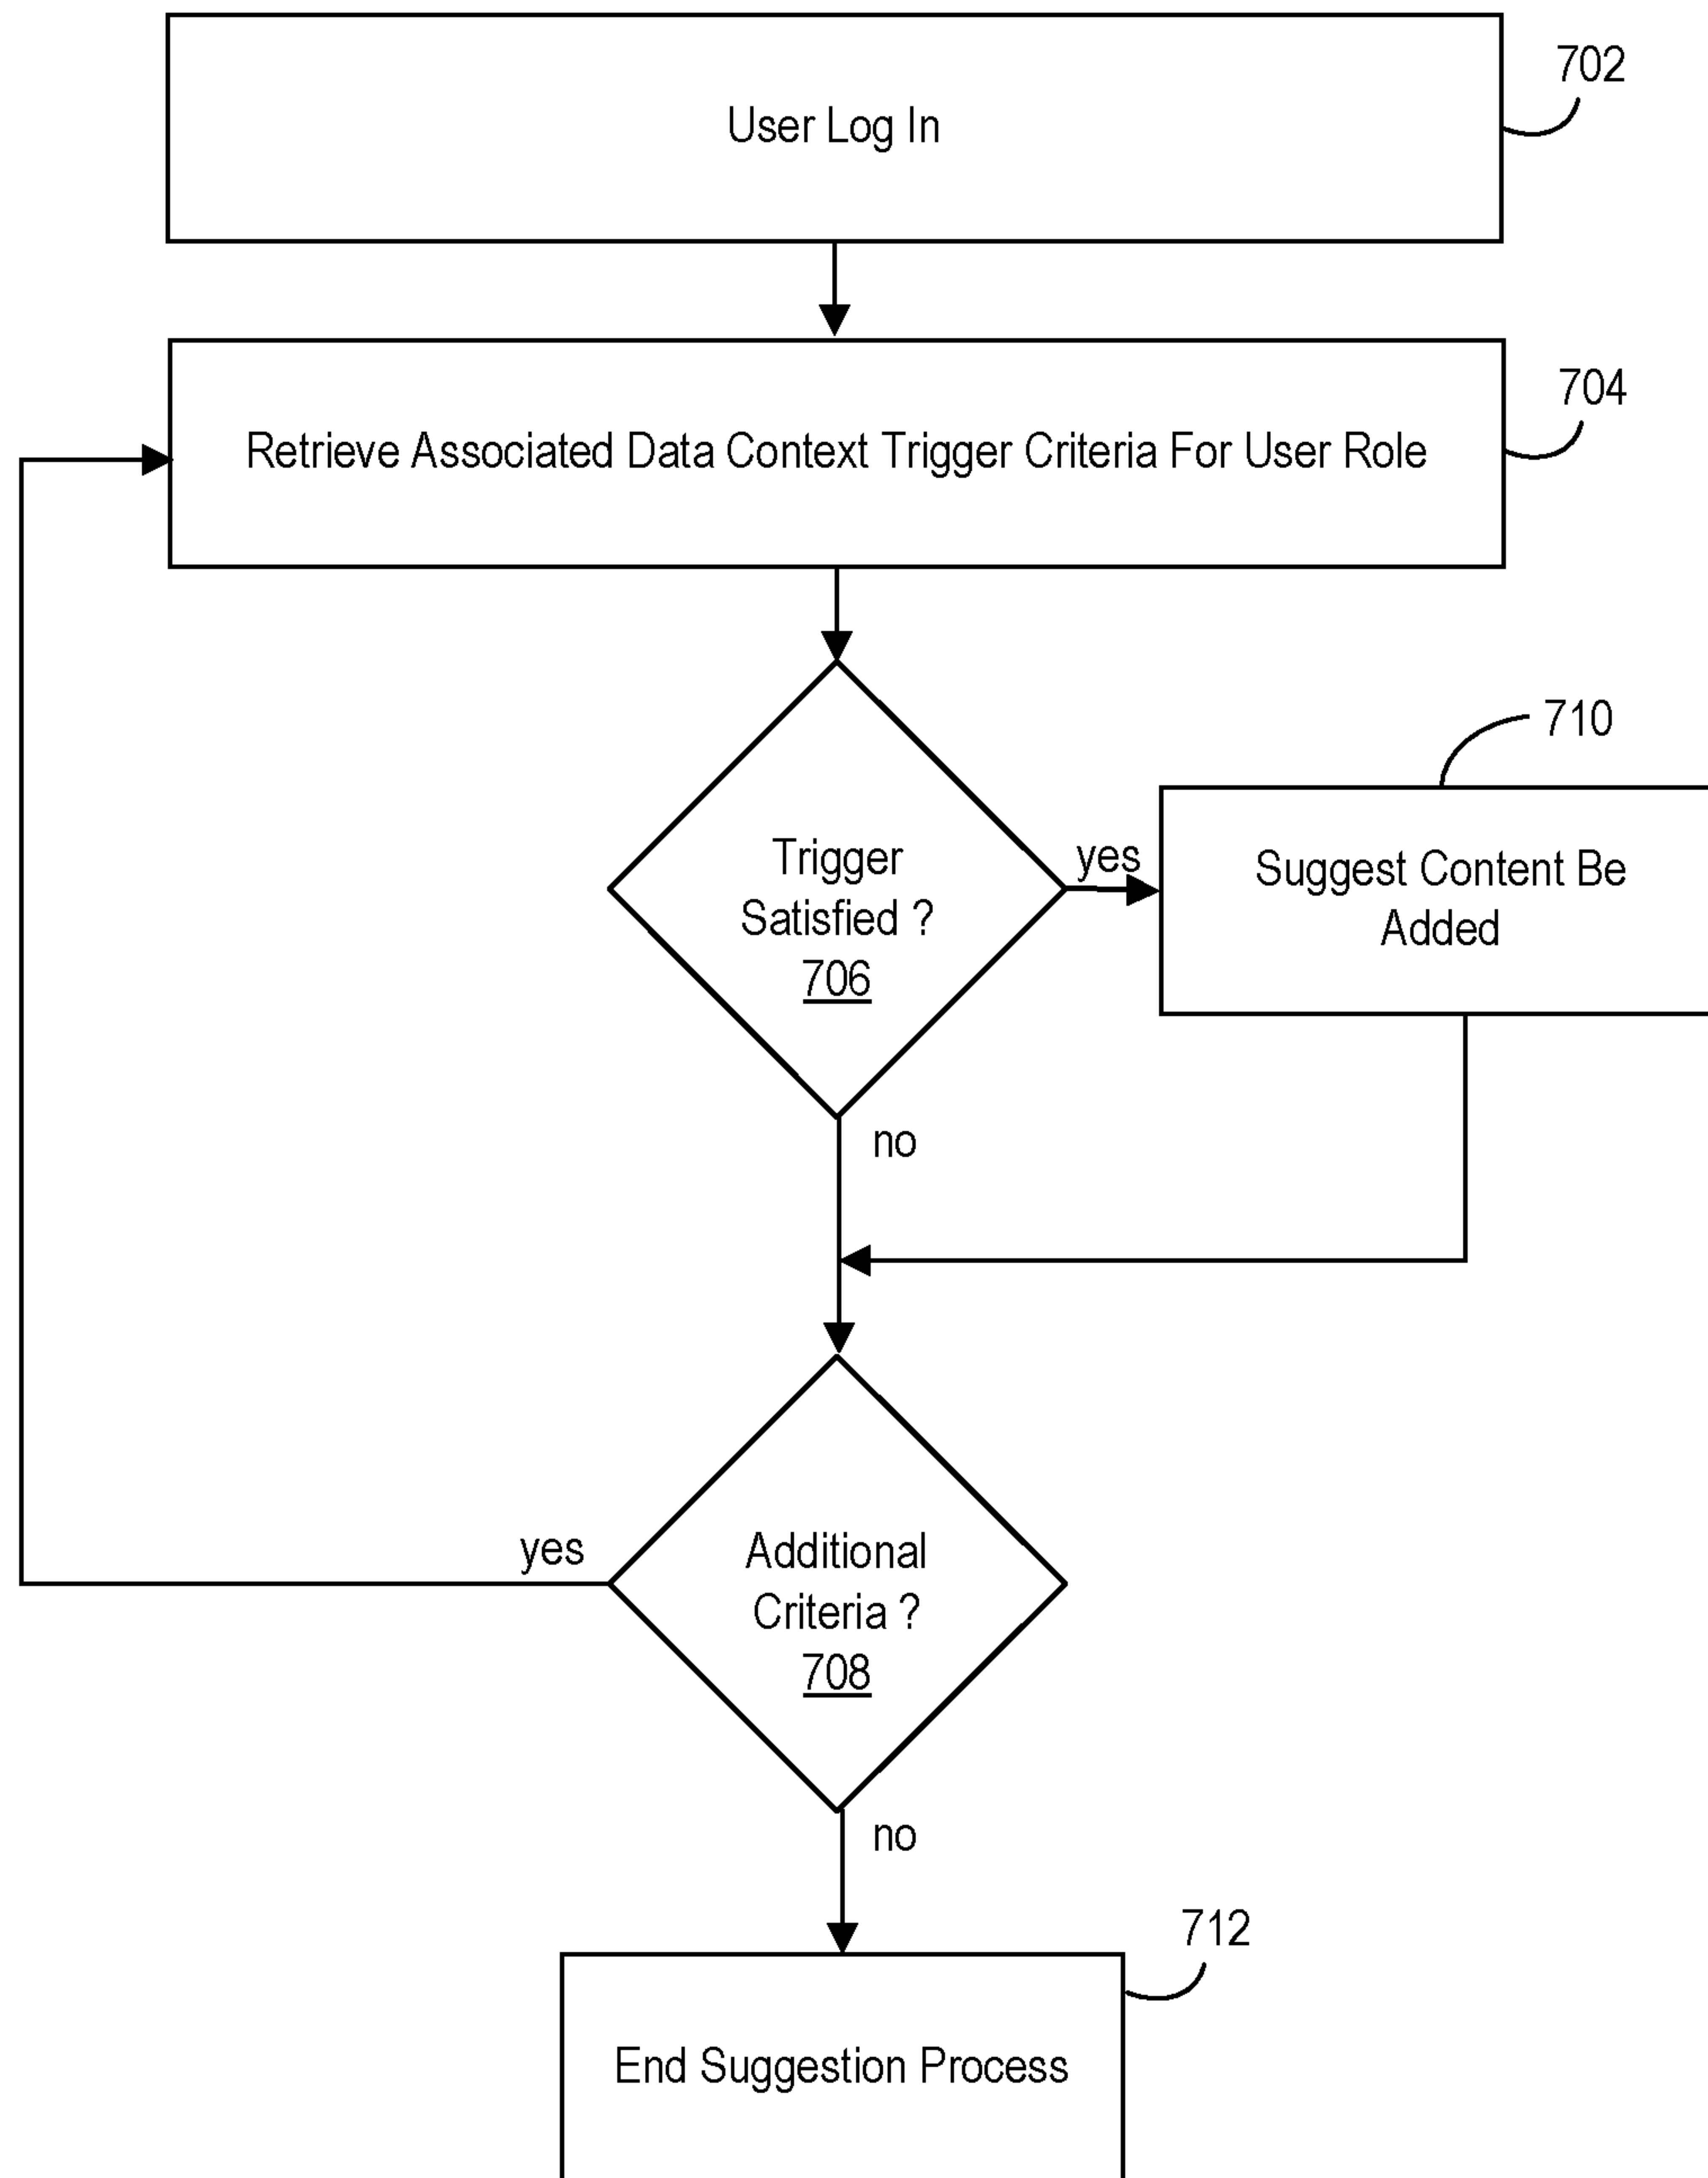 User Log In
702
Retrieve Associated Data Context Trigger Criteria For User Role
704
Trigger
Satisfied ?
706
yes
710
Suggest Content Be
Added
no
Additional
Criteria ?
708
yes
no
712
End Suggestion Process